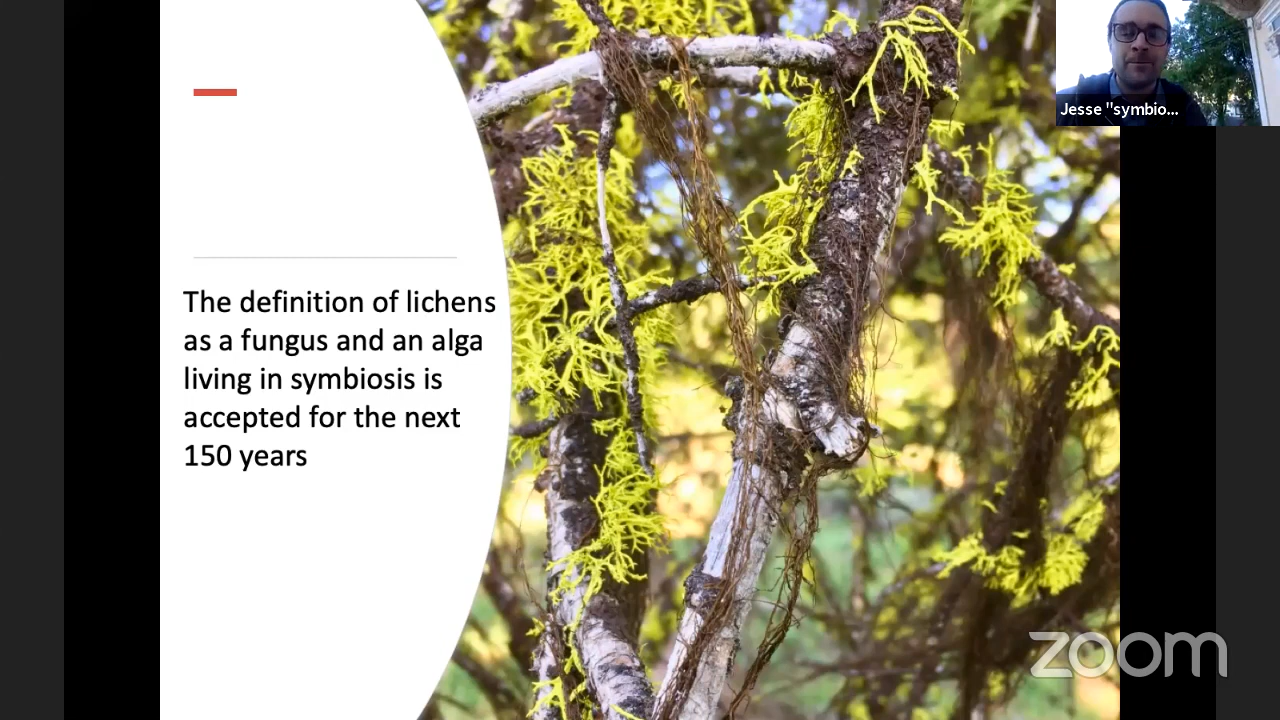 Jesse "symbio...
The definition of lichens
as a fungus and an alga
living in symbiosis is
accepted for the next
150 years
zoom